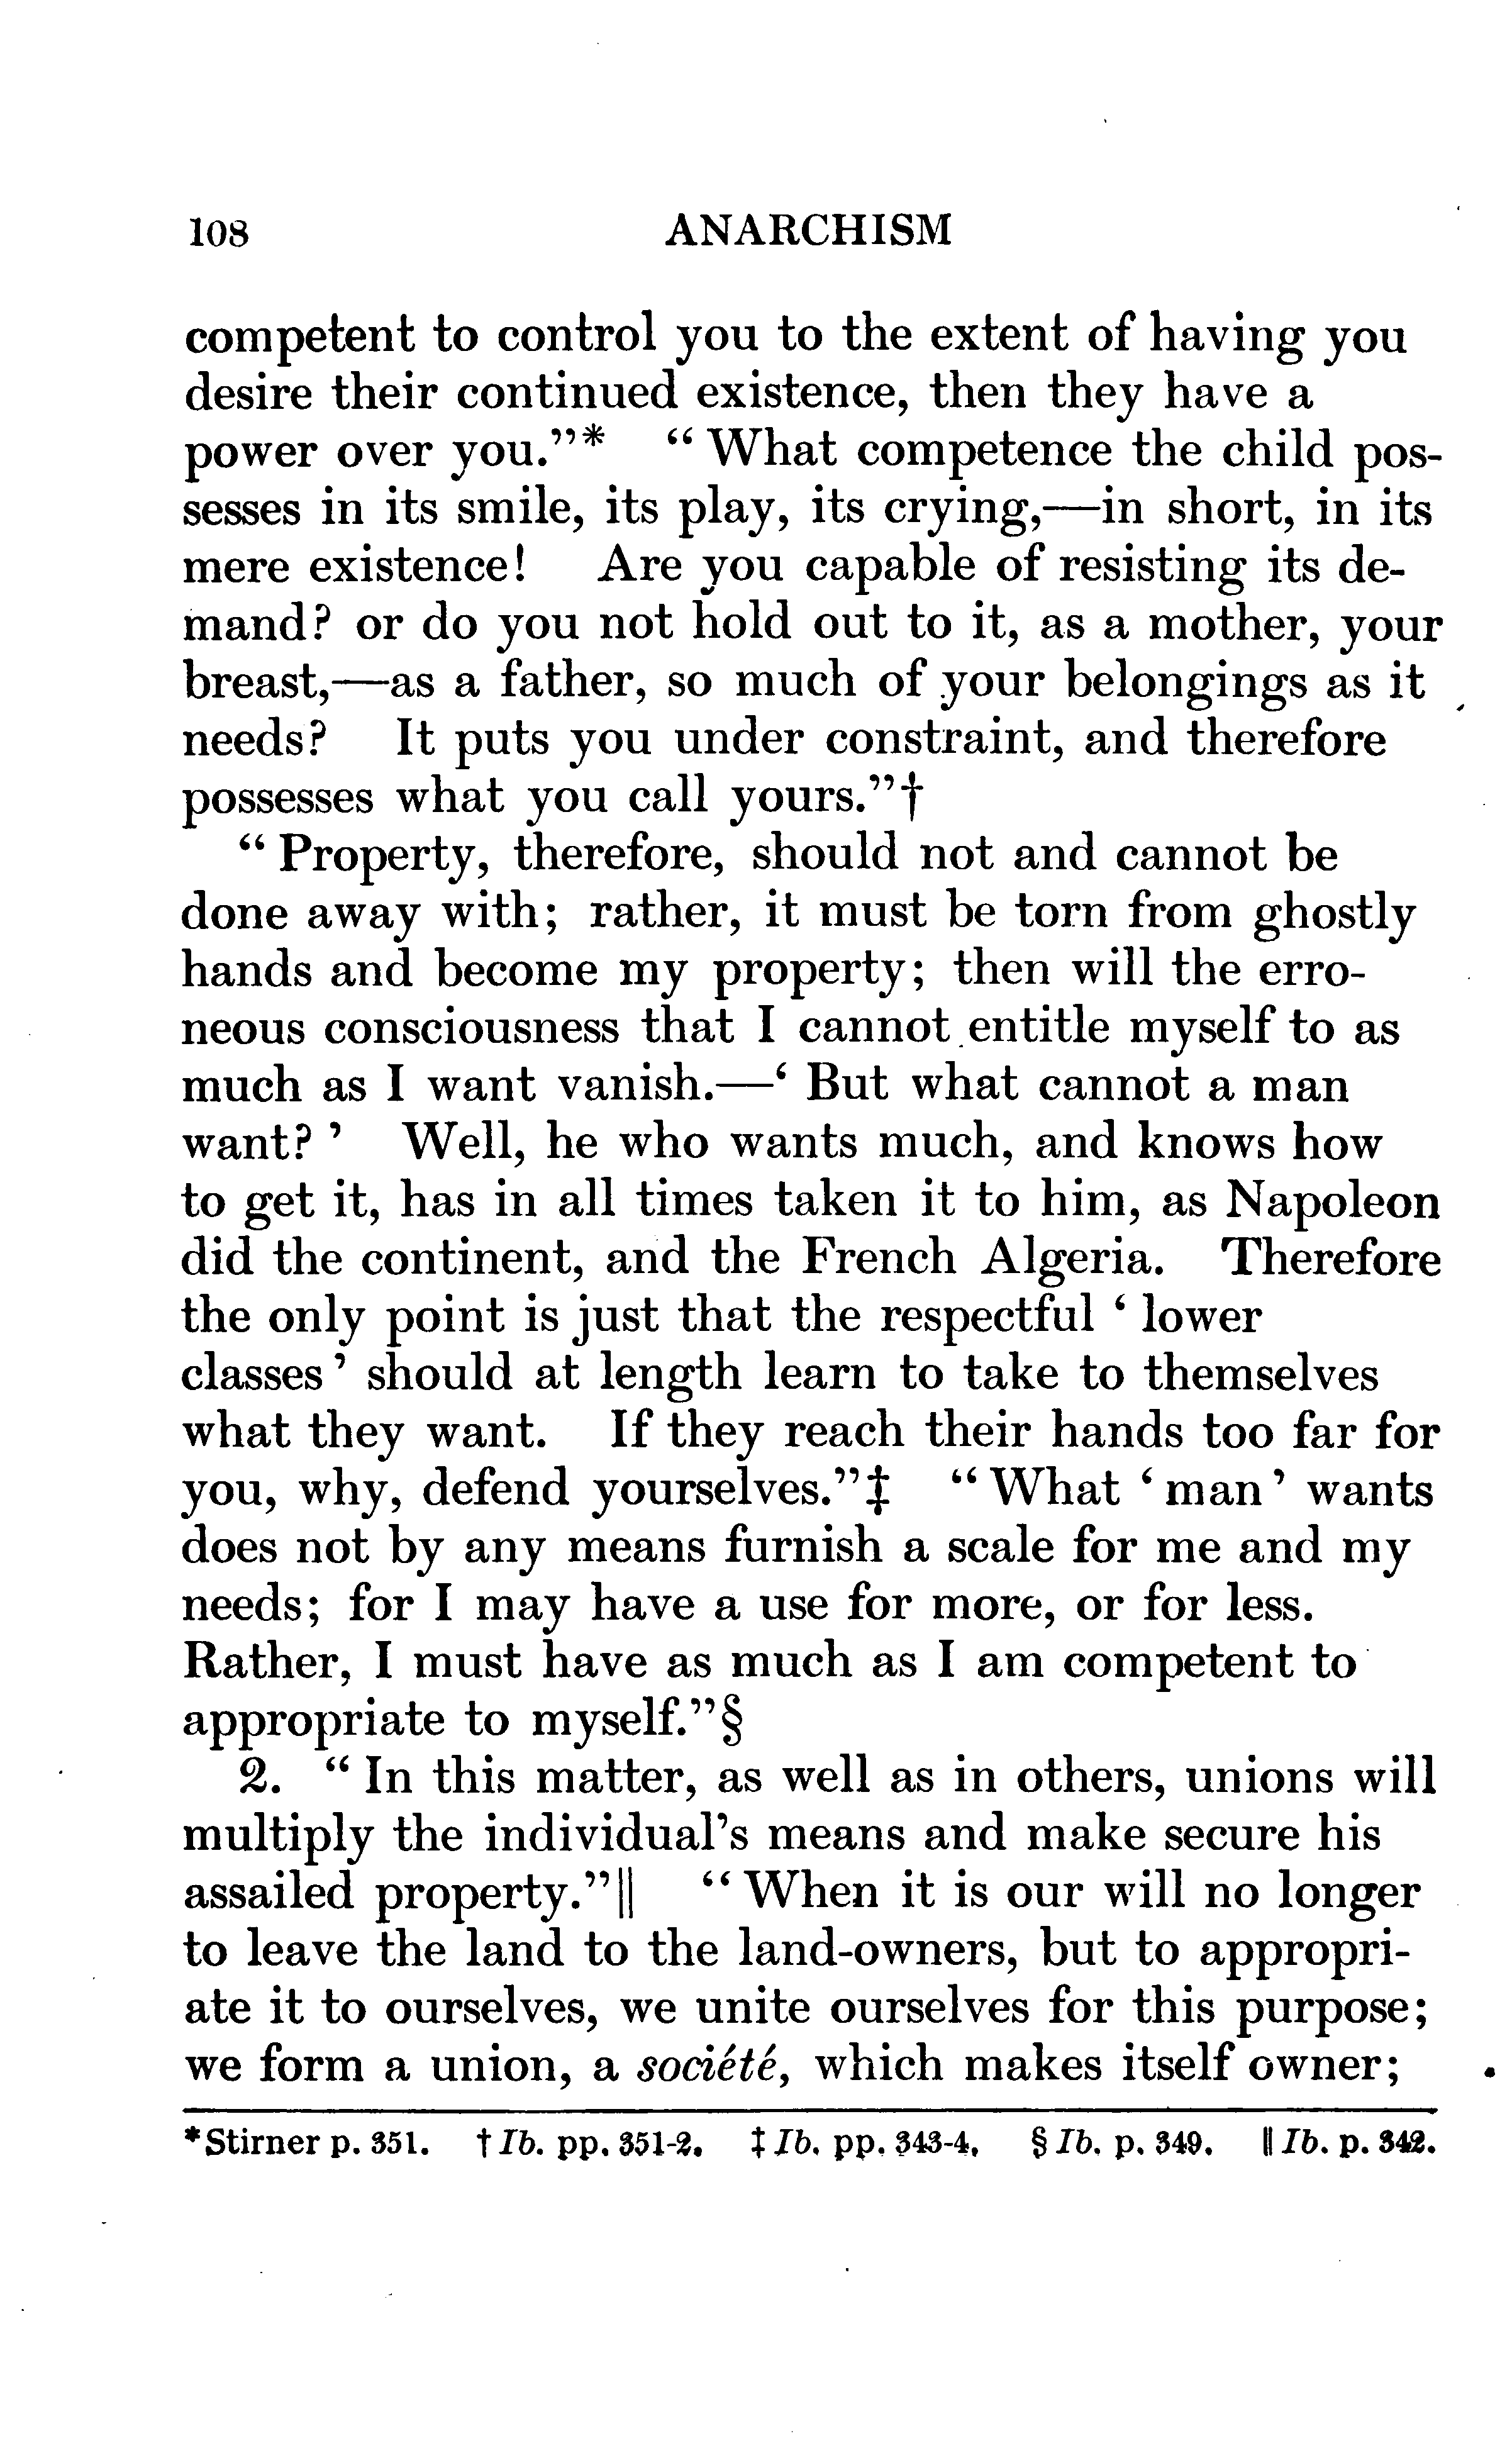 108 ANARCHISM
competent to control you to the extent of having you
desire their continued existence, then they have a
power over you."* " What competence the child pos-
sesses in its smile, its play, its crying,—in short, in its
mere existence! Are you capable of resisting its de-
mand? or do you not hold out to it, as a mother, your
breast,—as a father, so much of your belongings as it
needs? It puts you under constraint, and therefore
possesses what you call yours."†
" Property, therefore, should not and cannot be
done away with; rather, it must be torn from ghostly
hands and become my property; then will the erro-
neous consciousness that I cannot entitle myself to as
much as I want vanish.—' But what cannot a man
want? ' Well, he who wants much, and knows how
to get it, has in all times taken it to him, as Napoleon
did the continent, and the French Algeria. Therefore
the only point is just that the respectful ' lower
classes ' should at length learn to take to themselves
what they want. If they reach their hands too far for
you, why, defend yourselves."‡ " What ' man ' wants
does not by any means furnish a scale for me and my
needs; for I may have a use for more, or for less.
Rather, I must have as much as I am competent to
appropriate to myself."§
2. " In this matter, as well as in others, unions will
multiply the individual's means and make secure his
assailed property."‖ " When it is our will no longer
to leave the land to the land-owners, but to appropri-
ate it to ourselves, we unite ourselves for this purpose;
we form a union, a société, which makes itself owner;
*Stirner p. 351. † Ib. pp. 351-2. ‡ Ib. pp. 343-4. § Ib. p. 349. ‖ Ib. p. 342.